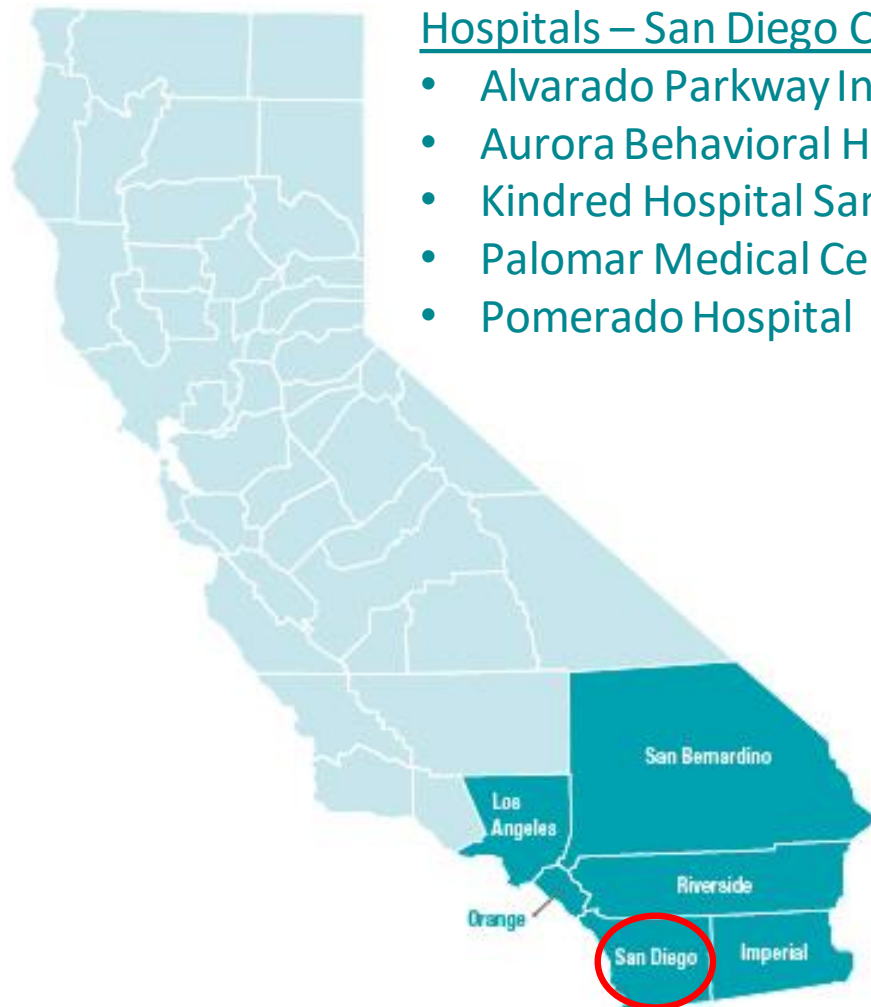 Hospitals – San Diego C
• Alvarado Parkway In
• Aurora Behavioral H
• Kindred Hospital San
• Palomar Medical Ce
• Pomerado Hospital
San Bernardino
Los
Angeles
Riverside
Orange
San Diego
Imperial